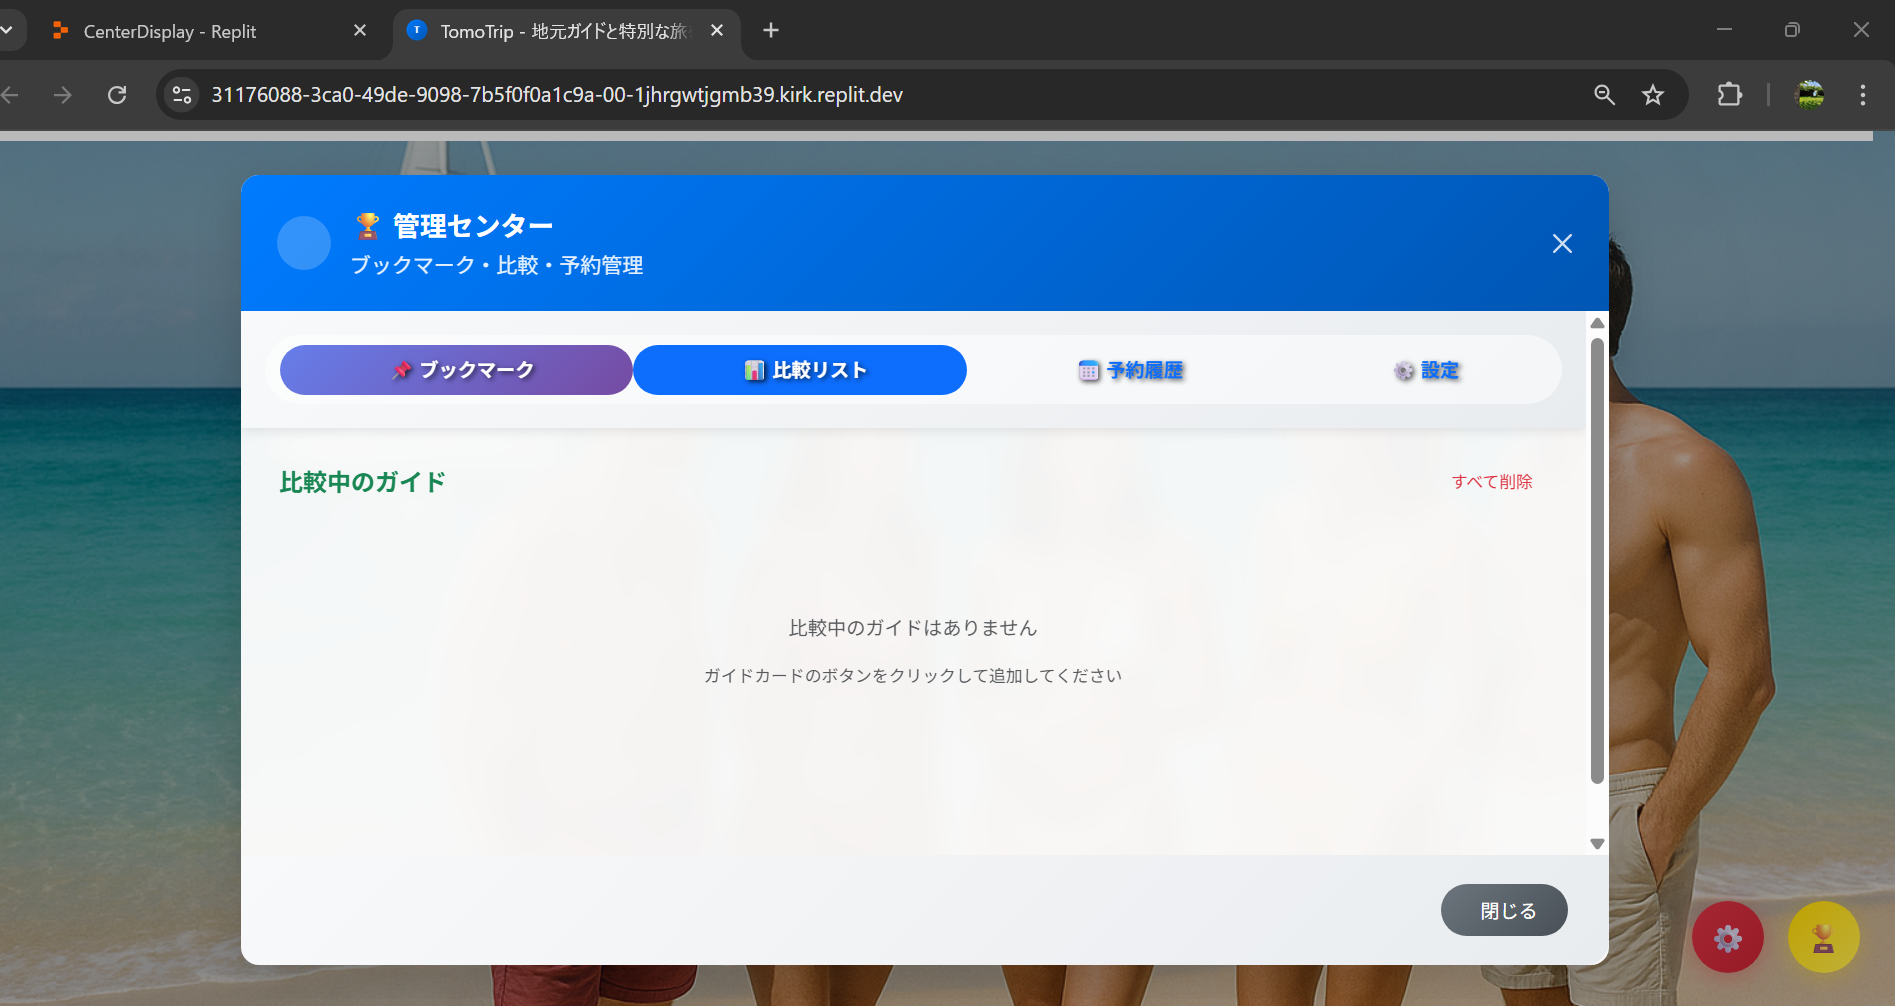 CenterDisplay - Replit
TomoTrip - 地元ガイドと特別な旅
31176088-3ca0-49de-9098-7b5f0f0a1c9a-00-1jhrgwtjgmb39.kirk.replit.dev
🏆 管理センター
ブックマーク・比較・予約管理
📌 ブックマーク
📊 比較リスト
📅 予約履歴
⚙️ 設定
比較中のガイド
すべて削除
比較中のガイドはありません
ガイドカードのボタンをクリックして追加してください
閉じる